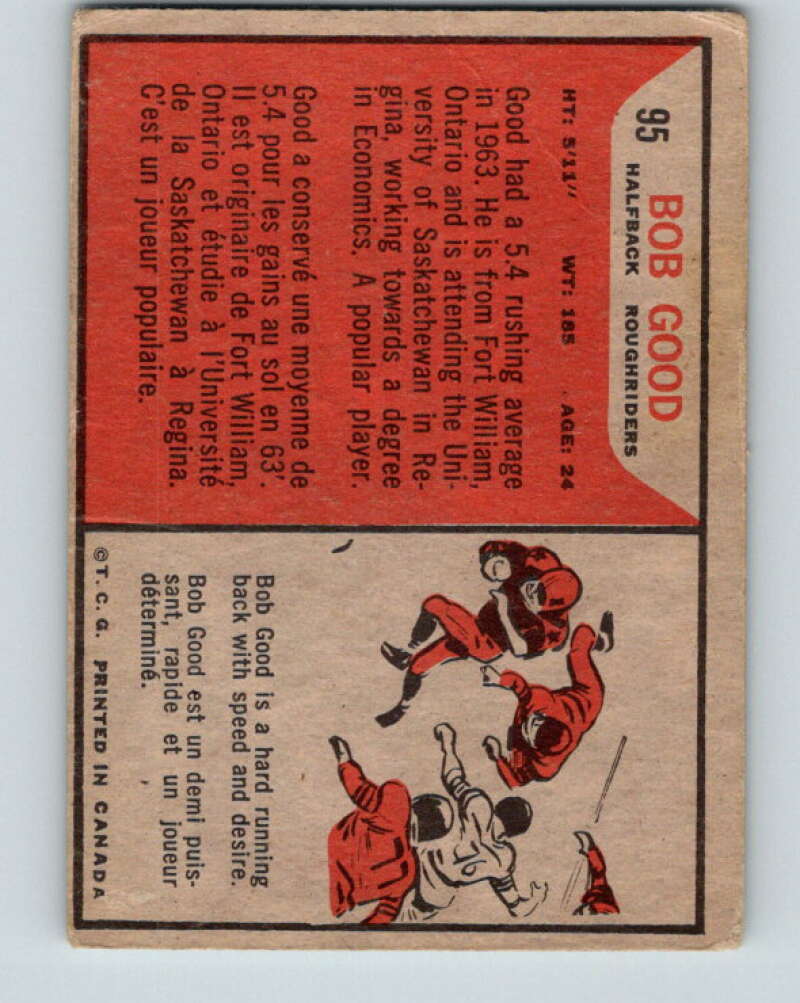 95 BOB GOOD
HALFBACK ROUGHRIDERS
HT: 5'11" WT: 185 AGE: 24
Good had a 5.4 rushing average
in 1963. He is from Fort William,
Ontario and is attending the Uni-
versity of Saskatchewan in Re-
gina, working towards a degree
in Economics. A popular player.
Good a conservé une moyenne de
5.4 pour les gains au sol en 63'.
Il est originaire de Fort William,
Ontario et étudie à l'Université
de la Saskatchewan à Regina.
C'est un joueur populaire.
Bob Good is a hard running
back with speed and desire.
Bob Good est un demi puis-
sant, rapide et un joueur
déterminé.
©T.C.G. PRINTED IN CANADA